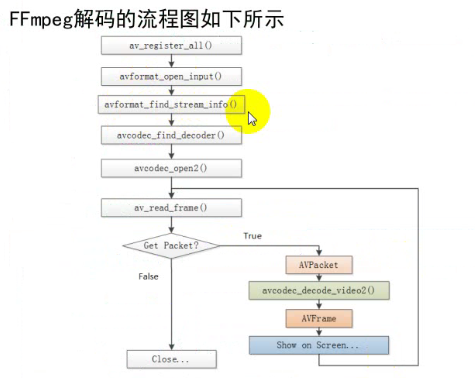 FFmpeg解码的流程图如下所示
av_register_all()
avformat_open_input()
avformat_find_stream_info()
avcodec_find_decoder()
avcodec_open2()
av_read_frame()
Get Packet?
True
False
AVPacket
avcodec_decode_video2()
AVFrame
Show on Screen...
Close...